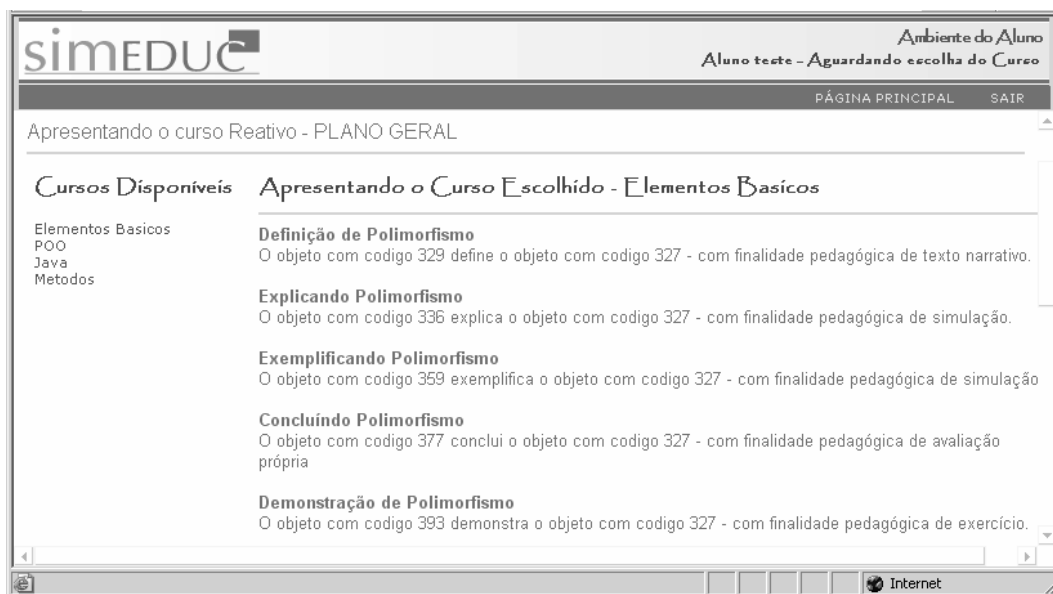 simEDUC
Ambiente do Aluno
Aluno teste - Aguardando escolha do Curso
PÁGINA PRINCIPAL SAIR
Apresentando o curso Reativo - PLANO GERAL
Cursos Disponíveis
Elementos Basicos
POO
Java
Metodos
Apresentando o Curso Escolhido - Elementos Basícos
Definição de Polimorfismo
O objeto com codigo 329 define o objeto com codigo 327 - com finalidade pedagógica de texto narrativo.
Explicando Polimorfismo
O objeto com codigo 336 explica o objeto com codigo 327 - com finalidade pedagógica de simulação.
Exemplificando Polimorfismo
O objeto com codigo 359 exemplifica o objeto com codigo 327 - com finalidade pedagógica de simulação
Concluíndo Polimorfismo
O objeto com codigo 377 conclui o objeto com codigo 327 - com finalidade pedagógica de avaliação
própria
Demonstração de Polimorfismo
O objeto com codigo 393 demonstra o objeto com codigo 327 - com finalidade pedagógica de exercício.
Internet